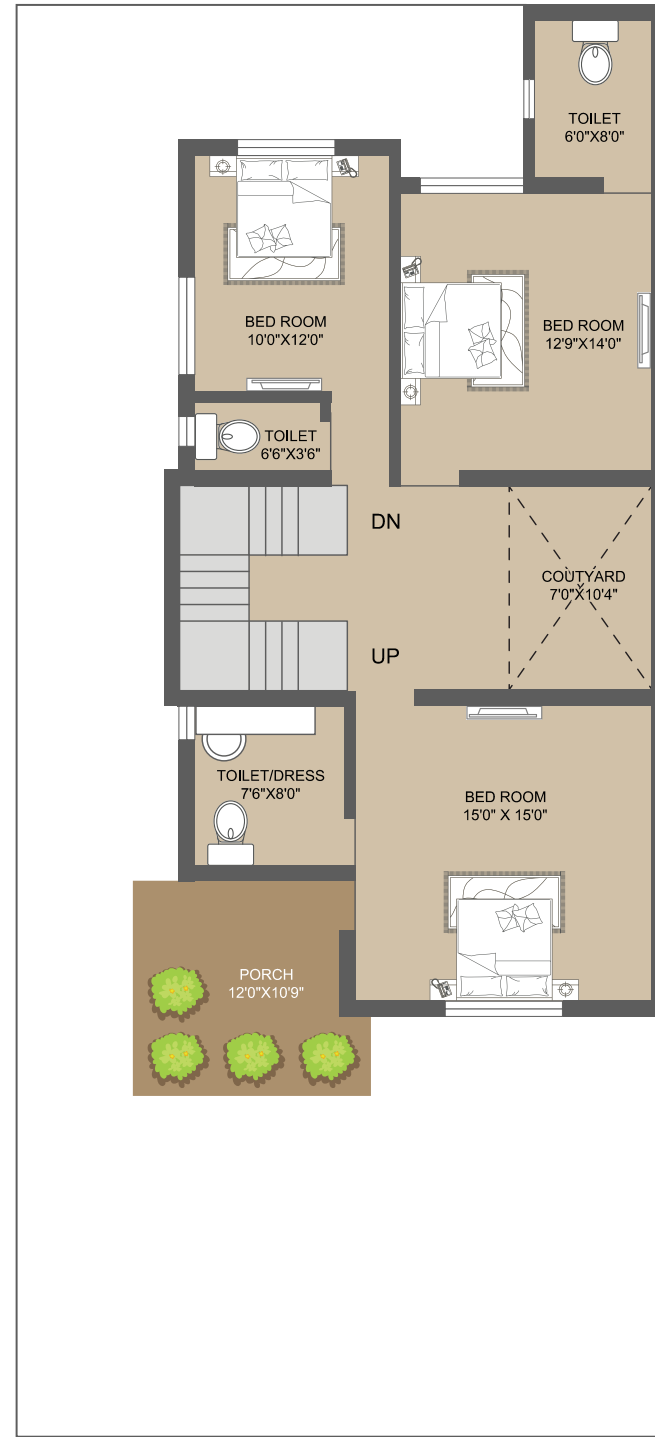 TOILET
6'0"X8'0"
BED ROOM
10'0"X12'0"
BED ROOM
12'9"X14'0"
TOILET
6'6"X3'6"
DN
COUTYARD
7'0"X10'4"
UP
TOILET/DRESS
7'6"X8'0"
BED ROOM
15'0" X 15'0"
PORCH
12'0"X10'9"